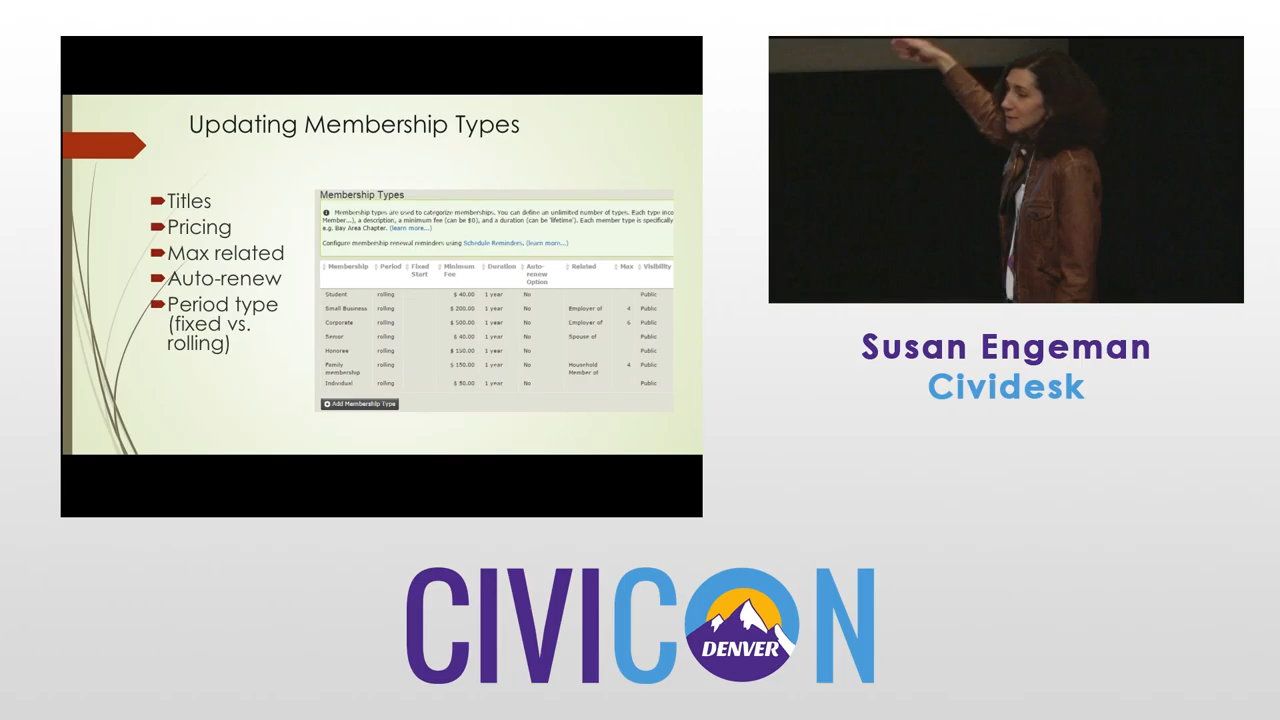 Updating Membership Types
Titles
Pricing
Max related
Auto-renew
Period type
(fixed vs.
rolling)
Membership Types
Membership types are used to categorize memberships. You can define an unlimited number of types. Each type inco
Member...), a description, a minimum fee (can be $0), and a duration (can be 'lifetime'). Each member type is specifically
e.g. Bay Area Chapter. (learn more...)
Configure membership renewal reminders using Schedule Reminders. (learn more...)
Membership Period Fixed Start Minimum Fee Duration Auto-renew Option Related Max Visibility
Student rolling $ 40.00 1 year No Public
Small Business rolling $ 200.00 1 year No Employer of 4 Public
Corporate rolling $ 500.00 1 year No Employer of 6 Public
Senior rolling $ 40.00 1 year No Spouse of Public
Honoree rolling $ 150.00 1 year No Public
Family membership rolling $ 150.00 1 year No Household Member of 4 Public
Individual rolling $ 50.00 1 year No Public
Add Membership Type
Susan Engeman
Cividesk
CIVICON
DENVER